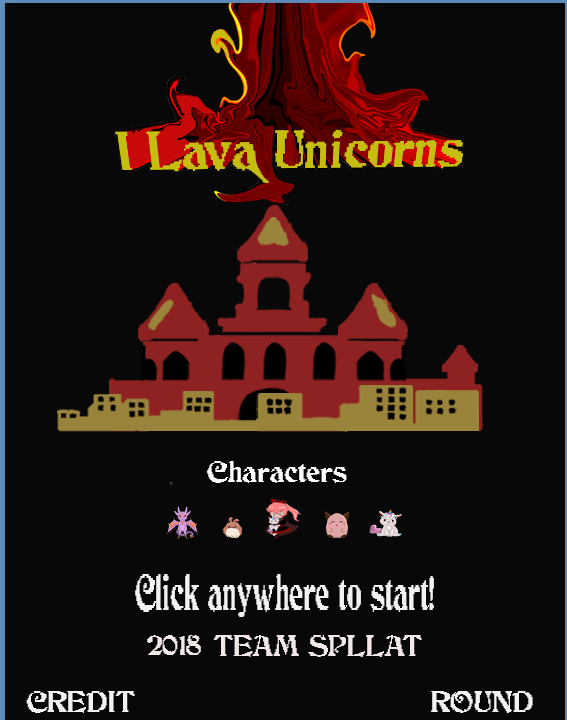 I Lava Unicorns
Characters
Click anywhere to start!
2018 TEAM SPLLAT
CREDIT
ROUND